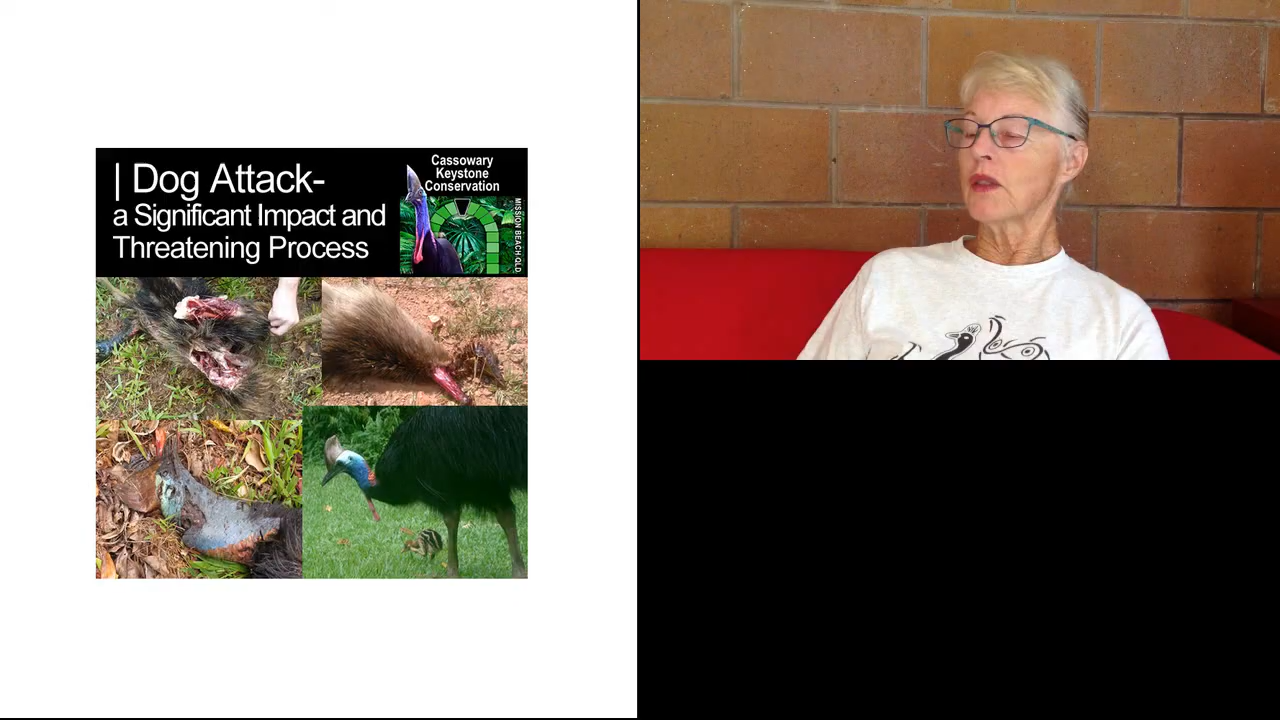 | Dog Attack-
a Significant Impact and
Threatening Process
Cassowary
Keystone
Conservation
MISSION BEACH QLD